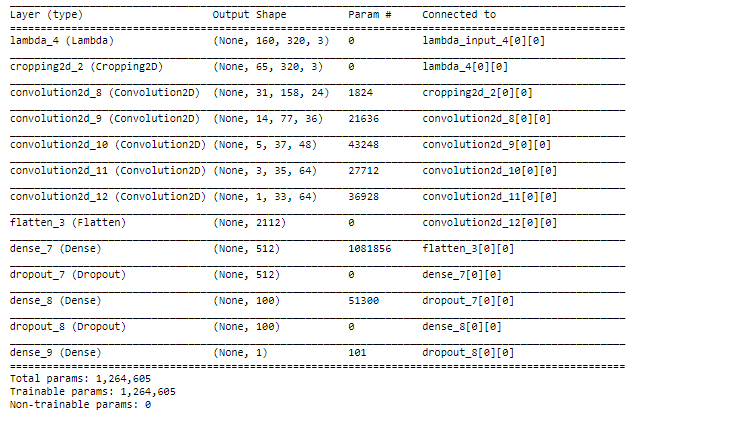 Layer (type) Output Shape Param # Connected to
lambda_4 (Lambda) (None, 160, 320, 3) 0 lambda_input_4[0][0]
cropping2d_2 (Cropping2D) (None, 65, 320, 3) 0 lambda_4[0][0]
convolution2d_8 (Convolution2D) (None, 31, 158, 24) 1824 cropping2d_2[0][0]
convolution2d_9 (Convolution2D) (None, 14, 77, 36) 21636 convolution2d_8[0][0]
convolution2d_10 (Convolution2D) (None, 5, 37, 48) 43248 convolution2d_9[0][0]
convolution2d_11 (Convolution2D) (None, 3, 35, 64) 27712 convolution2d_10[0][0]
convolution2d_12 (Convolution2D) (None, 1, 33, 64) 36928 convolution2d_11[0][0]
flatten_3 (Flatten) (None, 2112) 0 convolution2d_12[0][0]
dense_7 (Dense) (None, 512) 1081856 flatten_3[0][0]
dropout_7 (Dropout) (None, 512) 0 dense_7[0][0]
dense_8 (Dense) (None, 100) 51300 dropout_7[0][0]
dropout_8 (Dropout) (None, 100) 0 dense_8[0][0]
dense_9 (Dense) (None, 1) 101 dropout_8[0][0]
Total params: 1,264,605
Trainable params: 1,264,605
Non-trainable params: 0